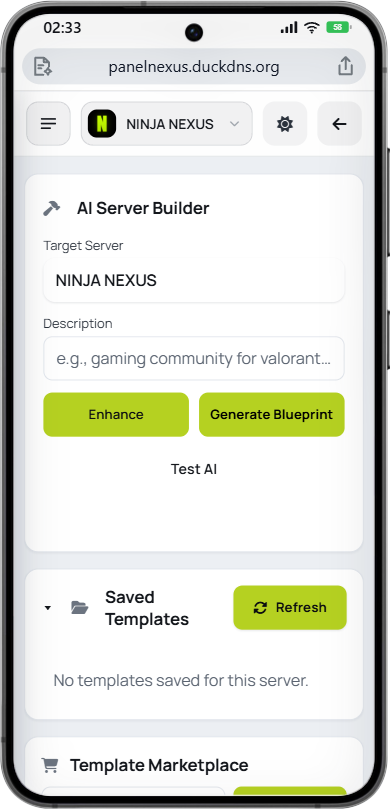 02:33
58
panelnexus.duckdns.org
N
NINJA NEXUS
AI Server Builder
Target Server
NINJA NEXUS
Description
e.g., gaming community for valorant...
Enhance
Generate Blueprint
Test AI
Saved
Templates
Refresh
No templates saved for this server.
Template Marketplace